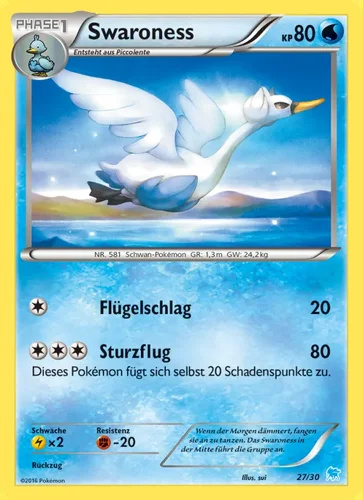 PHASE 1
Swaroness
KP 80
Entsteht aus Piccolente
NR. 581 Schwan-Pokémon GR: 1,3 m GW: 24,2 kg
Flügelschlag 20
Sturzflug 80
Dieses Pokémon fügt sich selbst 20 Schadenspunkte zu.
Schwäche
×2
Resistenz
-20
Rückzug
Wenn der Morgen dämmert, fangen
sie an zu tanzen. Das Swaroness in
der Mitte führt die Gruppe an.
©2016 Pokémon
Illus. sui
27/30